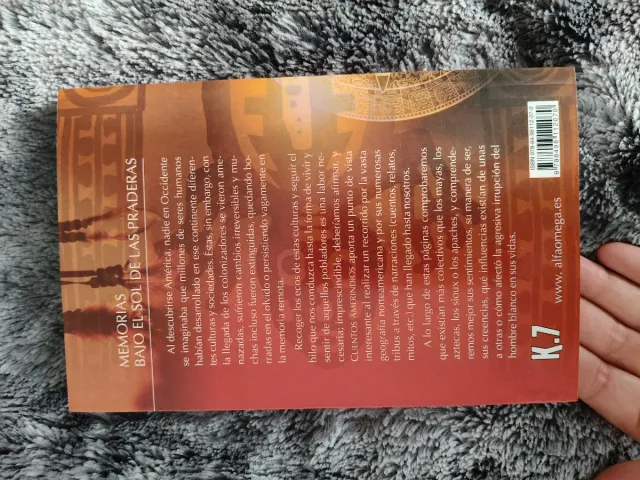 MEMORIAS
BAJO EL SOL DE LAS PRADERAS
Al descubrirse América, nadie en Occidente
se imaginaba que millones de seres humanos
habían desarrollado en ese continente diferen-
tes culturas y sociedades. Éstas, sin embargo, con
la llegada de los colonizadores se vieron ame-
nazadas, sufrieron cambios irreversibles y mu-
chas incluso fueron extinguidas, quedando bo-
rradas en el olvido o persistiendo vagamente en
la memoria remota.
Recoger los ecos de estas culturas y seguir el
hilo que nos conduzca hasta la forma de vivir y
sentir de aquellos pobladores es una labor ne-
cesaria, imprescindible, deberíamos afirmar, y
CUENTOS AMERINDIOS aporta un punto de vista
interesante al realizar un recorrido por la vasta
geografía norteamericana y por sus numerosas
tribus a través de narraciones (cuentos, relatos,
mitos, etc.) que han llegado hasta nosotros.
A lo largo de estas páginas comprobaremos
que existían más colectivos que los mayas, los
aztecas, los sioux o los apaches, y comprende-
remos mejor sus sentimientos, su manera de ser,
sus creencias, qué influencias existían de unas
a otras o cómo afectó la agresiva irrupción del
hombre blanco en sus vidas.
K.7
www.alfaomega.es